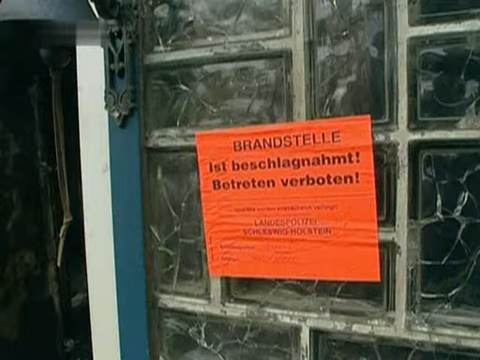 BRANDSTELLE
ist beschlagnahmt!
Betreten verboten!
LANDESPOLIZEI
SCHLESWIG-HOLSTEIN